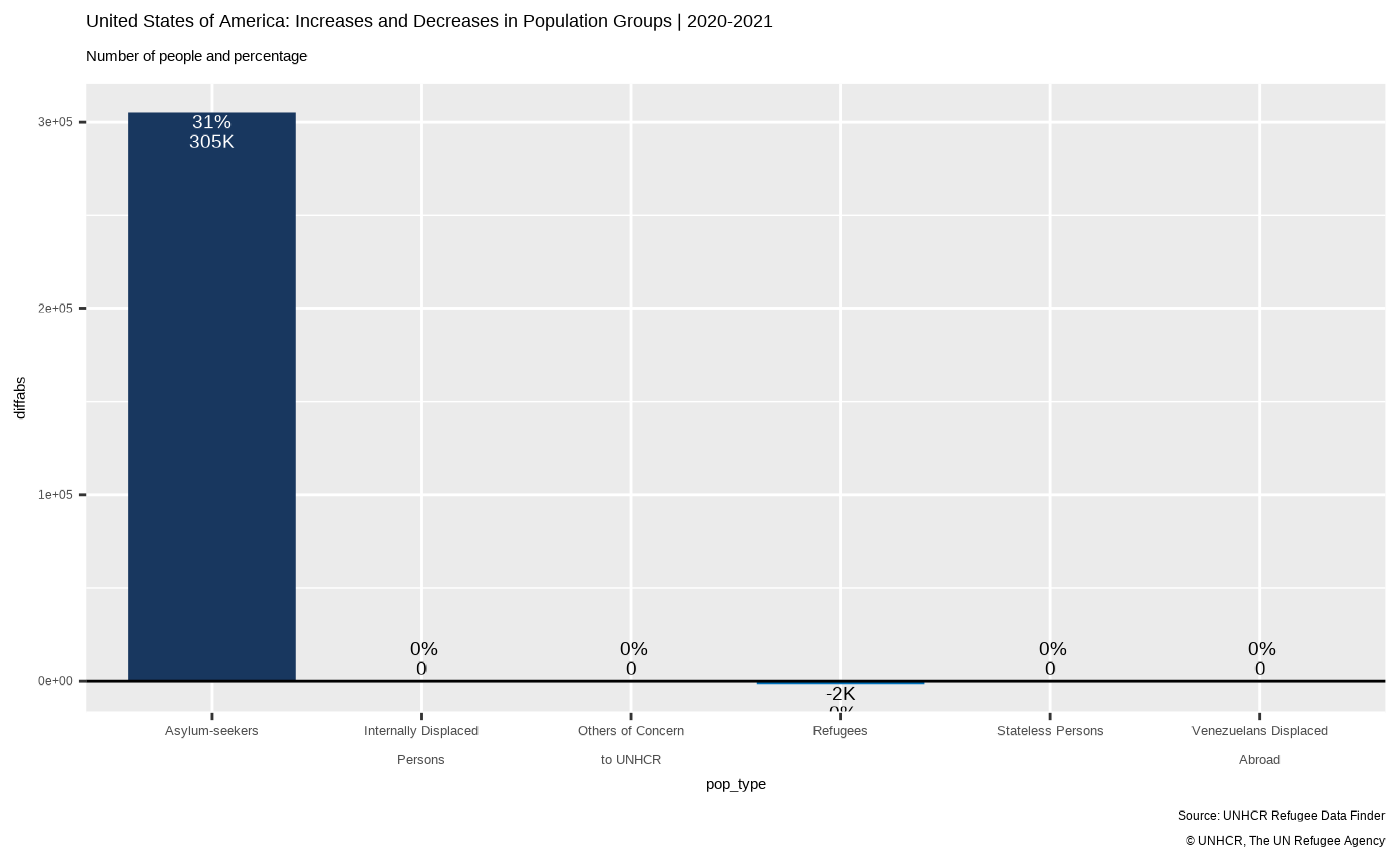 United States of America: Increases and Decreases in Population Groups | 2020-2021
Number of people and percentage
3e+05
2e+05
1e+05
0e+00
diffabs
31%
305K
0%
0
0%
0
-2K
0%
0%
0
0%
0
Asylum-seekers
Internally Displaced
Persons
Others of Concern
to UNHCR
Refugees
Stateless Persons
Venezuelans Displaced
Abroad
pop_type
Source: UNHCR Refugee Data Finder
© UNHCR, The UN Refugee Agency